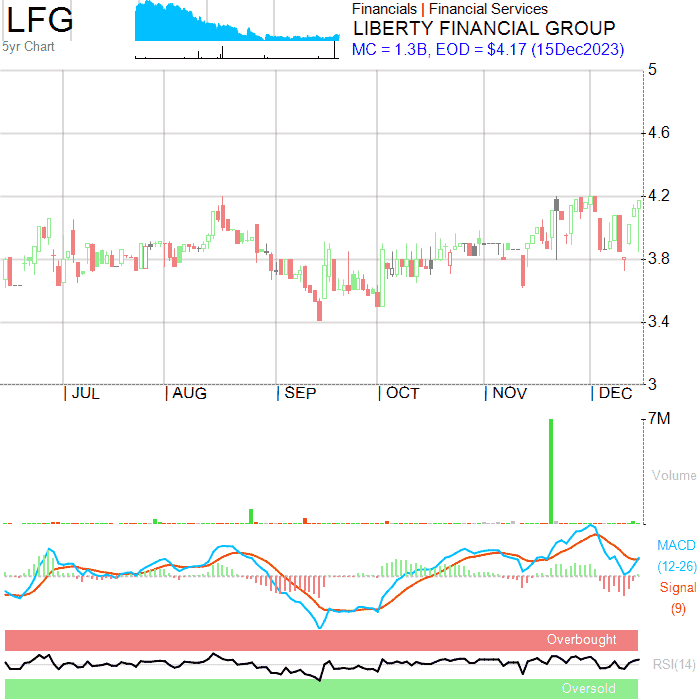 LFG
5yr Chart
Financials | Financial Services
LIBERTY FINANCIAL GROUP
MC = 1.3B, EOD = $4.17 (15Dec2023)
5
4.6
4.2
3.8
3.4
3
JUL
AUG
SEP
OCT
NOV
DEC
7M
Volume
MACD
(12-26)
Signal
(9)
Overbought
RSI(14)
Oversold